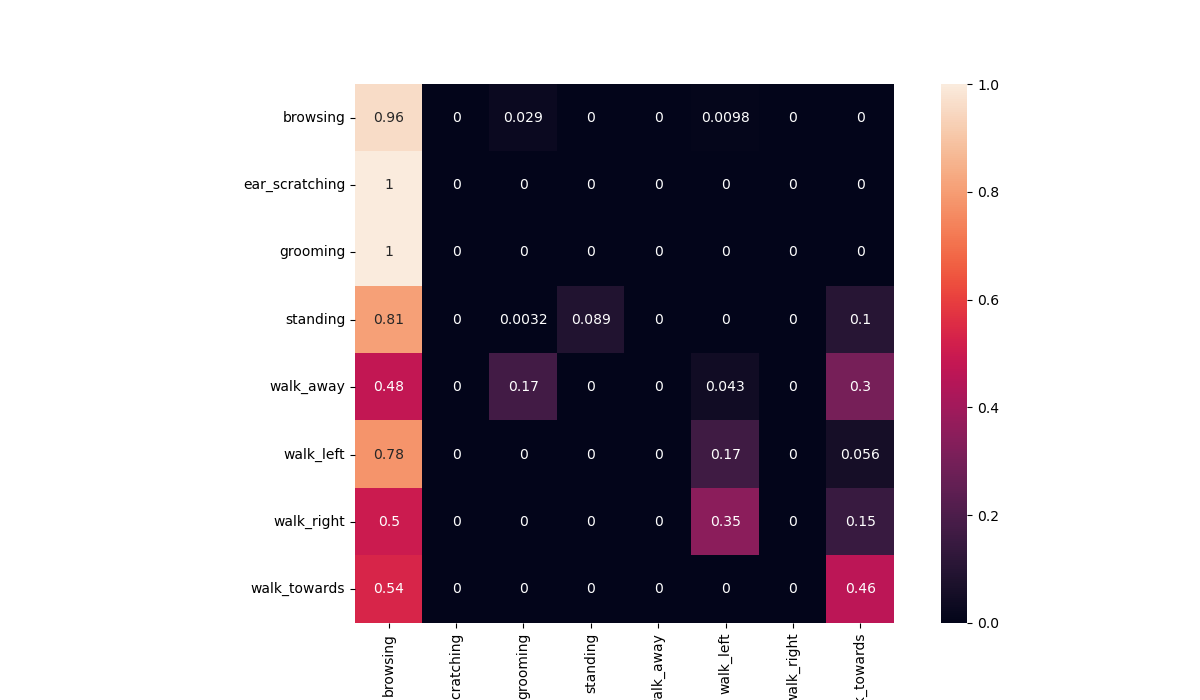 browsing 0.96 0 0.029 0 0 0.0098 0 0 1.0
ear_scratching 1 0 0 0 0 0 0 0
0.8
grooming 1 0 0 0 0 0 0 0
0.6
standing 0.81 0 0.0032 0.089 0 0 0 0.1
walk_away 0.48 0 0.17 0 0 0.043 0 0.3
0.4
walk_left 0.78 0 0 0 0 0.17 0 0.056
0.2
walk_right 0.5 0 0 0 0 0.35 0 0.15
walk_towards 0.54 0 0 0 0 0 0 0.46
0.0
browsing
cratching
grooming
standing
alk_away
walk_left
walk_right
k_towards